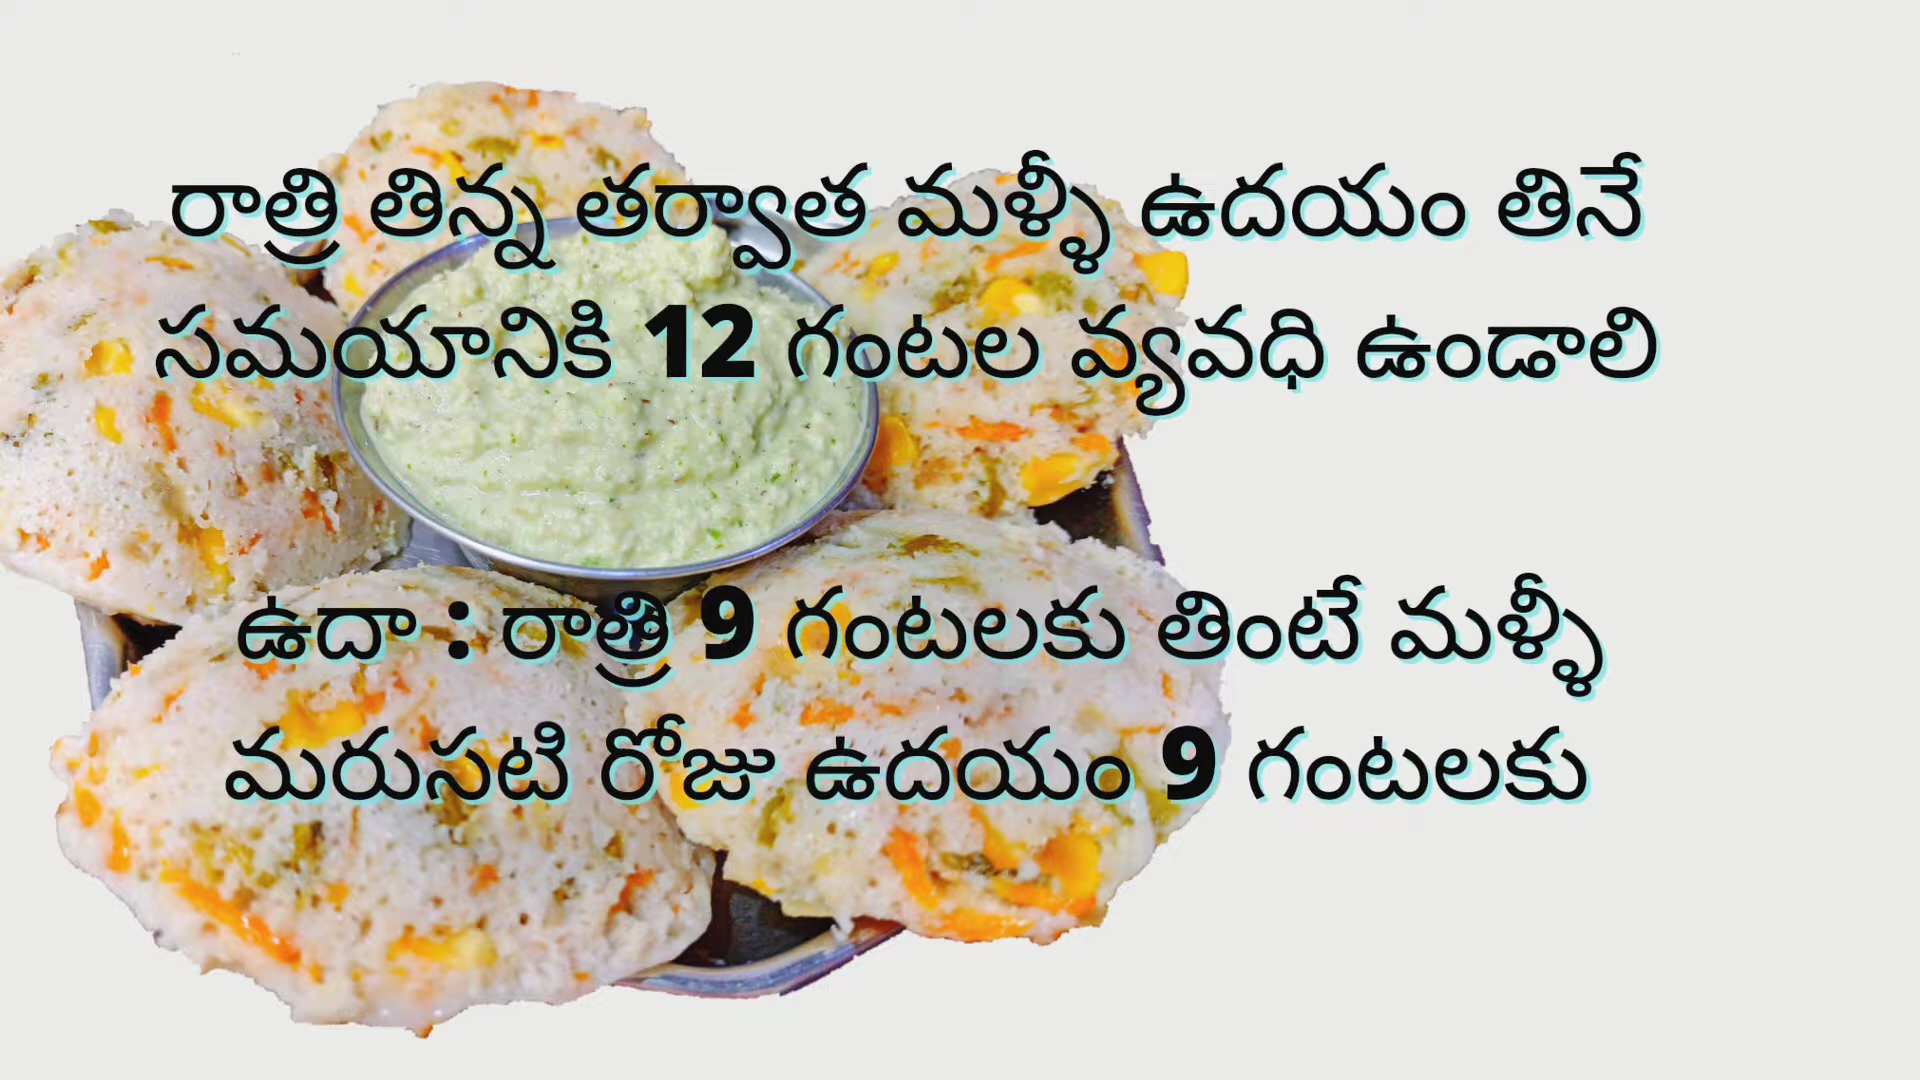 రాత్రి తిన్న తర్వాత మళ్ళీ ఉదయం తినే
సమయానికి 12 గంటల వ్యవధి ఉండాలి
ఉదా : రాత్రి 9 గంటలకు తింటే మళ్ళీ
మరుసటి రోజు ఉదయం 9 గంటలకు